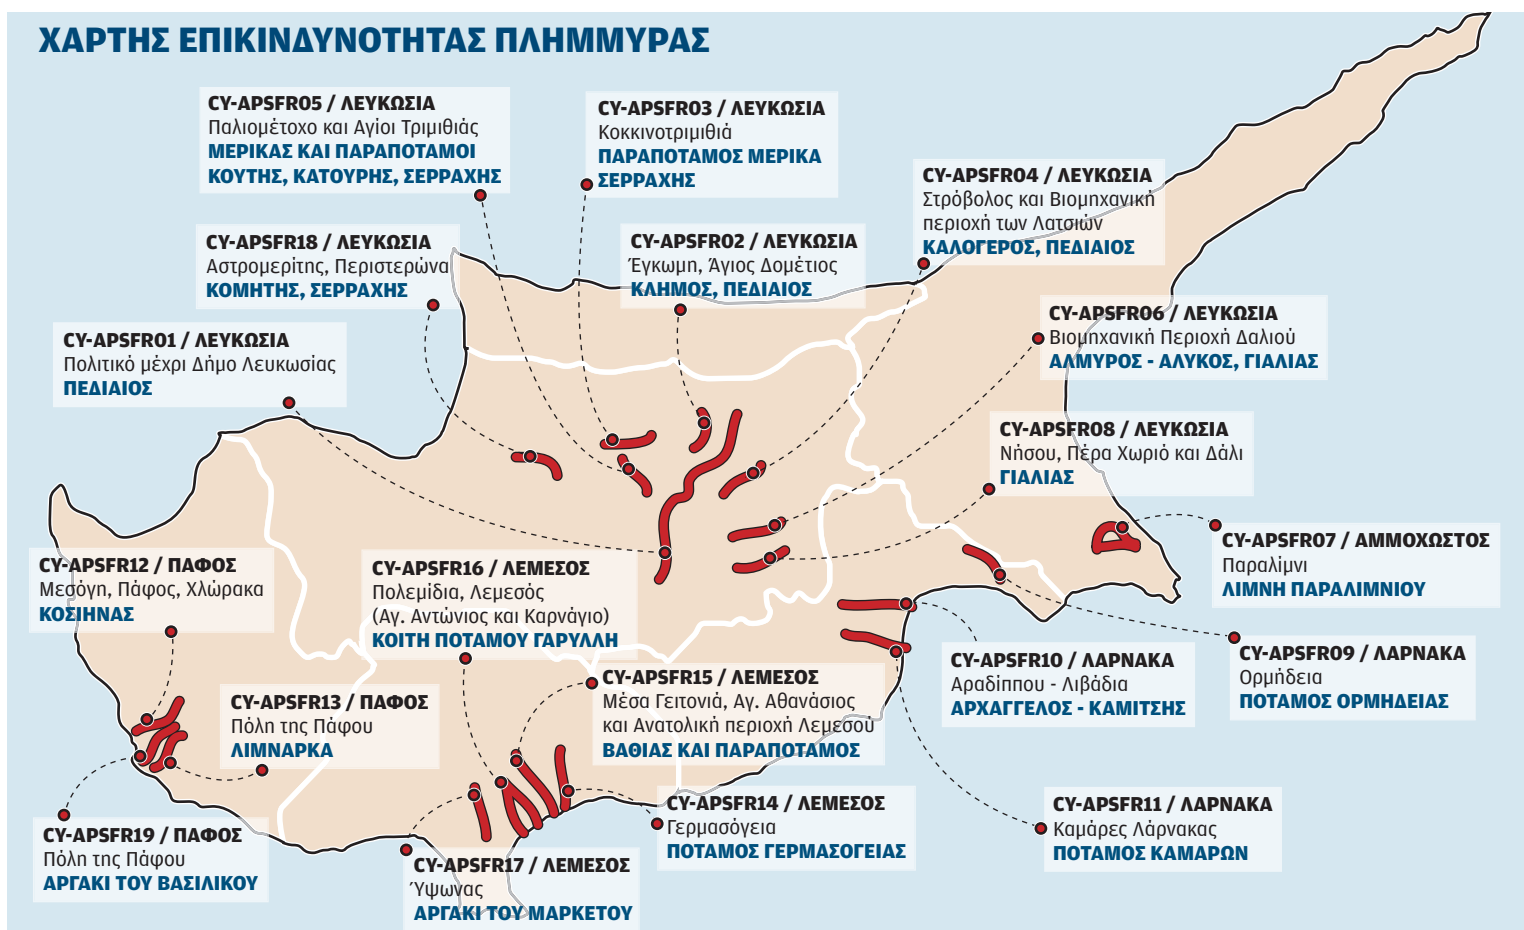 ΧΑΡΤΗΣ ΕΠΙΚΙΝΔΥΝΟΤΗΤΑΣ ΠΛΗΜΜΥΡΑΣ
CY-APSFR05 / ΛΕΥΚΩΣΙΑ
Παλιομέτοχο και Αγίοι Τριμιθιάς
ΜΕΡΙΚΑΣ ΚΑΙ ΠΑΡΑΠΟΤΑΜΟΙ
ΚΟΥΤΗΣ, ΚΑΤΟΥΡΗΣ, ΣΕΡΡΑΧΗΣ
CY-APSFR03 / ΛΕΥΚΩΣΙΑ
Κοκκινοτριμιθιά
ΠΑΡΑΠΟΤΑΜΟΣ ΜΕΡΙΚΑ
ΣΕΡΡΑΧΗΣ
CY-APSFR04 / ΛΕΥΚΩΣΙΑ
Στρόβολος και Βιομηχανική
περιοχή των Λατσιών
ΚΑΛΟΓΕΡΟΣ, ΠΕΔΙΑΙΟΣ
CY-APSFR18 / ΛΕΥΚΩΣΙΑ
Αστρομερίτης, Περιστερώνα
ΚΟΜΗΤΗΣ, ΣΕΡΡΑΧΗΣ
CY-APSFR02 / ΛΕΥΚΩΣΙΑ
Έγκωμη, Άγιος Δομέτιος
ΚΛΗΜΟΣ, ΠΕΔΙΑΙΟΣ
CY-APSFR06 / ΛΕΥΚΩΣΙΑ
Βιομηχανική Περιοχή Δαλιού
ΑΛΜΥΡΟΣ - ΑΛΥΚΟΣ, ΓΙΑΛΙΑΣ
CY-APSFR01 / ΛΕΥΚΩΣΙΑ
Πολιτικό μέχρι Δήμο Λευκωσίας
ΠΕΔΙΑΙΟΣ
CY-APSFR08 / ΛΕΥΚΩΣΙΑ
Νήσου, Πέρα Χωριό και Δάλι
ΓΙΑΛΙΑΣ
CY-APSFR07 / ΑΜΜΟΧΩΣΤΟΣ
Παραλίμνι
ΛΙΜΝΗ ΠΑΡΑΛΙΜΝΙΟΥ
CY-APSFR12 / ΠΑΦΟΣ
Μεσόγη, Πάφος, Χλώρακα
ΚΟΣΙΗΝΑΣ
CY-APSFR16 / ΛΕΜΕΣΟΣ
Πολεμίδια, Λεμεσός
(Αγ. Αντώνιος και Καρνάγιο)
ΚΟΙΤΗ ΠΟΤΑΜΟΥ ΓΑΡΥΛΛΗ
CY-APSFR09 / ΛΑΡΝΑΚΑ
Ορμήδεια
ΠΟΤΑΜΟΣ ΟΡΜΗΔΕΙΑΣ
CY-APSFR10 / ΛΑΡΝΑΚΑ
Αραδίππου - Λιβάδια
ΑΡΧΑΓΓΕΛΟΣ - ΚΑΜΙΤΣΗΣ
CY-APSFR15 / ΛΕΜΕΣΟΣ
Μέσα Γειτονιά, Αγ. Αθανάσιος
και Ανατολική περιοχή Λεμεσού
ΒΑΘΙΑΣ ΚΑΙ ΠΑΡΑΠΟΤΑΜΟΣ
CY-APSFR13 / ΠΑΦΟΣ
Πόλη της Πάφου
ΛΙΜΝΑΡΚΑ
CY-APSFR14 / ΛΕΜΕΣΟΣ
Γερμασόγεια
ΠΟΤΑΜΟΣ ΓΕΡΜΑΣΟΓΕΙΑΣ
CY-APSFR11 / ΛΑΡΝΑΚΑ
Καμάρες Λάρνακας
ΠΟΤΑΜΟΣ ΚΑΜΑΡΩΝ
CY-APSFR19 / ΠΑΦΟΣ
Πόλη της Πάφου
ΑΡΓΑΚΙ ΤΟΥ ΒΑΣΙΛΙΚΟΥ
CY-APSFR17 / ΛΕΜΕΣΟΣ
Ύψωνας
ΑΡΓΑΚΙ ΤΟΥ ΜΑΡΚΕΤΟΥ